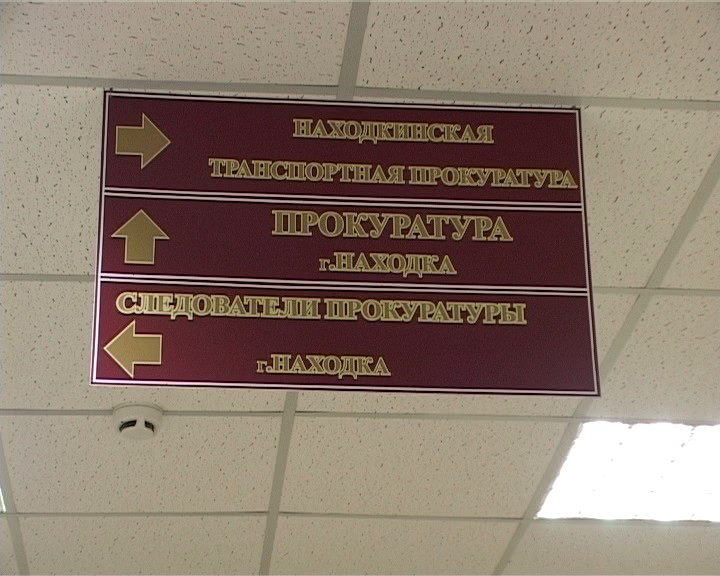 НАХОДКИНСКАЯ
ТРАНСПОРТНАЯ ПРОКУРАТУРА
ПРОКУРАТУРА
г.НАХОДКА
СЛЕДОВАТЕЛИ ПРОКУРАТУРЫ
г.НАХОДКА